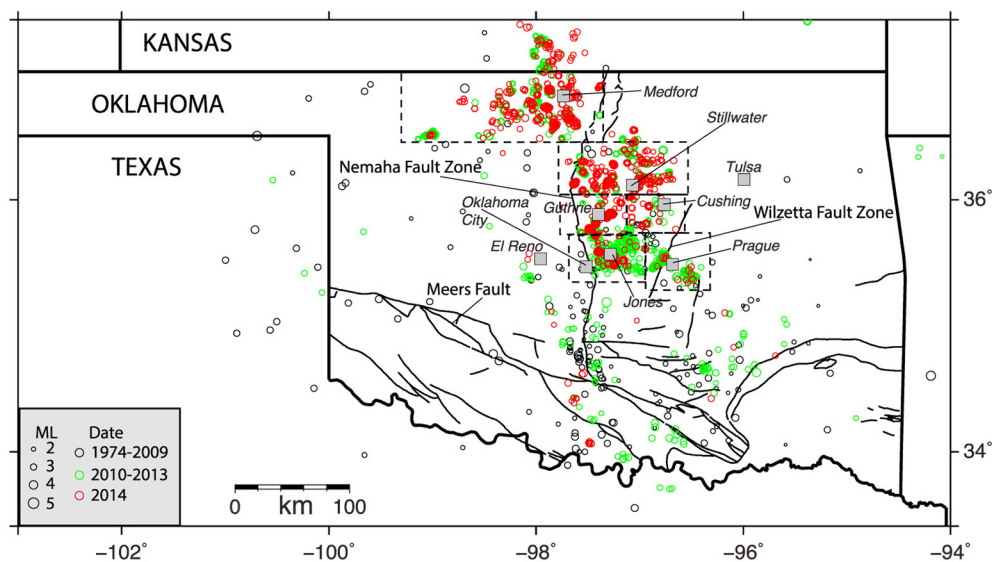 KANSAS
OKLAHOMA
Medford
Stillwater
TEXAS
Nemaha Fault Zone
Tulsa
36°
Oklahoma
City
Guthrie
Cushing
Wilzetta Fault Zone
El Reno
Prague
Meers Fault
Jones
ML
2
3
4
5
Date
1974-2009
2010-2013
2014
34°
0 km 100
−102° −100° −98° −96° −94°